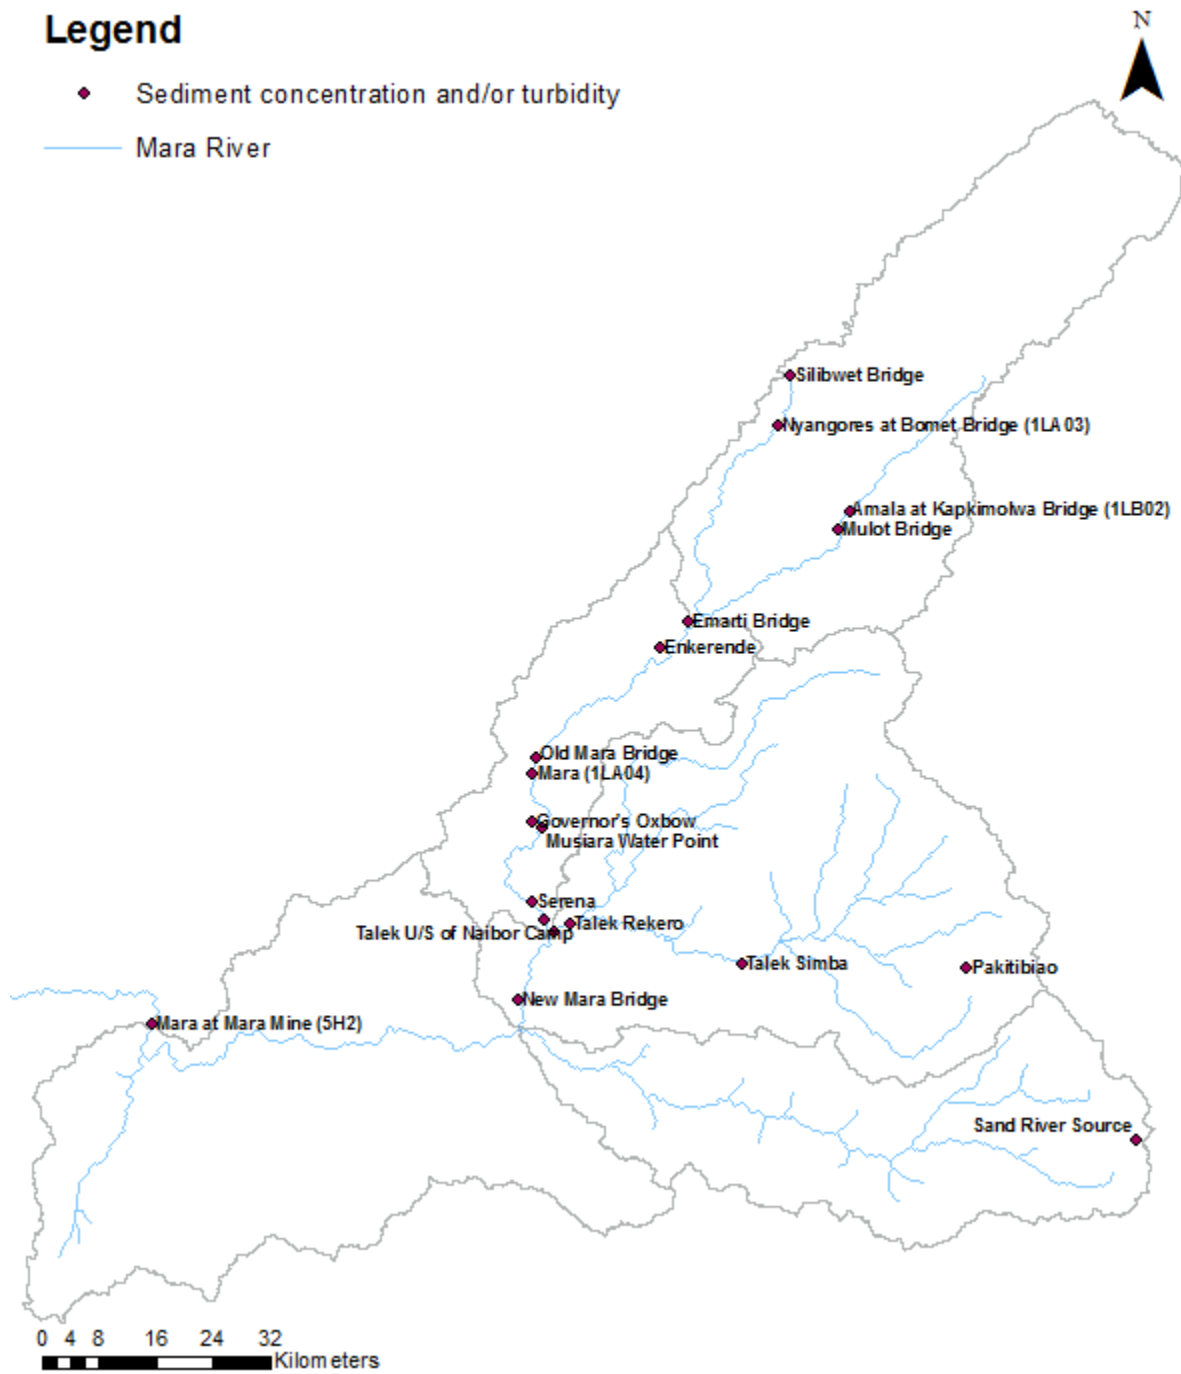 Legend
N
Sediment concentration and/or turbidity
Mara River
Silibwet Bridge
Nyangores at Bomet Bridge (1LA03)
Amala at Kapkimolwa Bridge (1LB02)
Mulot Bridge
Emarti Bridge
Enkerende
Old Mara Bridge
Mara (1LA04)
Governor's Oxbow
Musiara Water Point
Serena
Talek Rekero
Talek U/S of Naibor Camp
Talek Simba
Pakitibiao
New Mara Bridge
Mara at Mara Mine (5H2)
Sand River Source
0 4 8 16 24 32
Kilometers